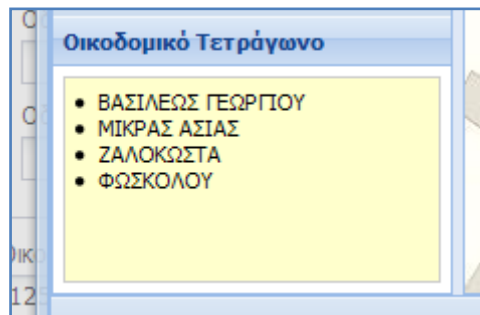 Οικοδομικό Τετράγωνο
• ΒΑΣΙΛΕΩΣ ΓΕΩΡΓΙΟΥ
• ΜΙΚΡΑΣ ΑΣΙΑΣ
• ΖΑΛΟΚΩΣΤΑ
• ΦΩΣΚΟΛΟΥ